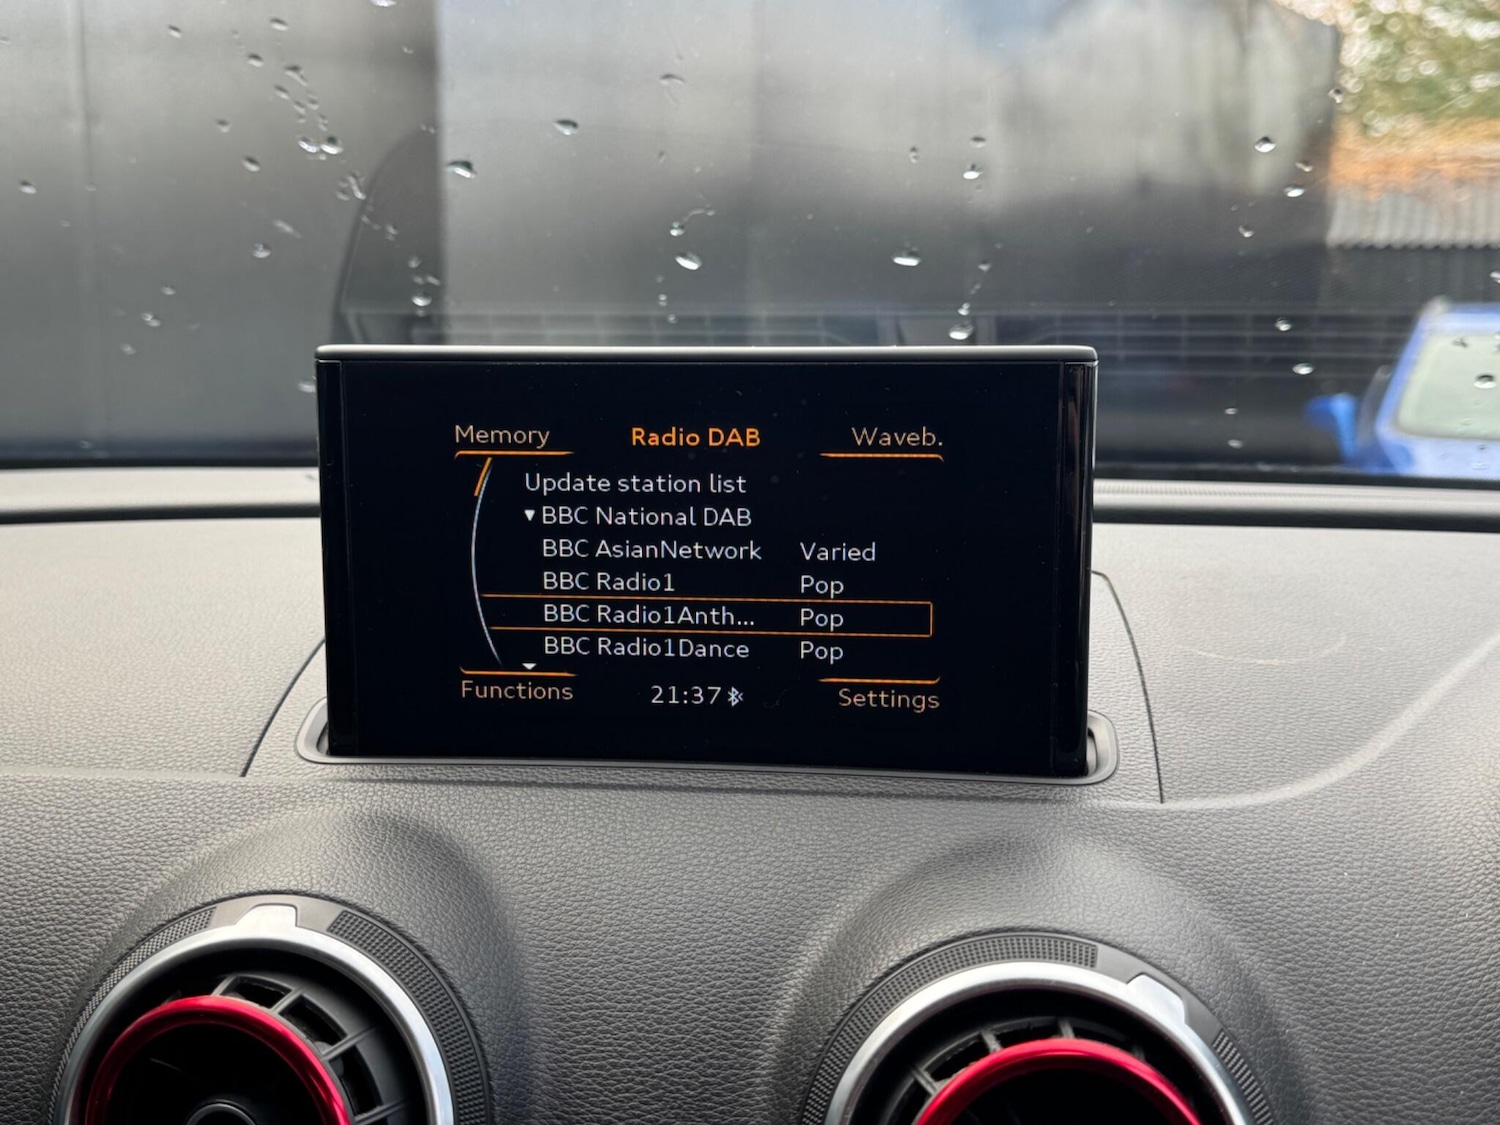 Memory Radio DAB Waveb.
Update station list
▼ BBC National DAB
BBC AsianNetwork Varied
BBC Radio1 Pop
BBC Radio1Anth... Pop
BBC Radio1Dance Pop
Functions 21:37 Settings